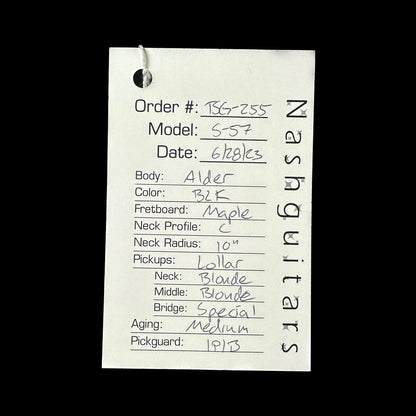 Order #: BG-255
Model: S-57
Date: 6/28/23
Body: Alder
Color: BLK
Fretboard: Maple
Neck Profile: C
Neck Radius: 10"
Pickups: Lollar
Neck: Blonde
Middle: Blonde
Bridge: Special
Aging: Medium
Pickguard: 1P/B
Nashguitars